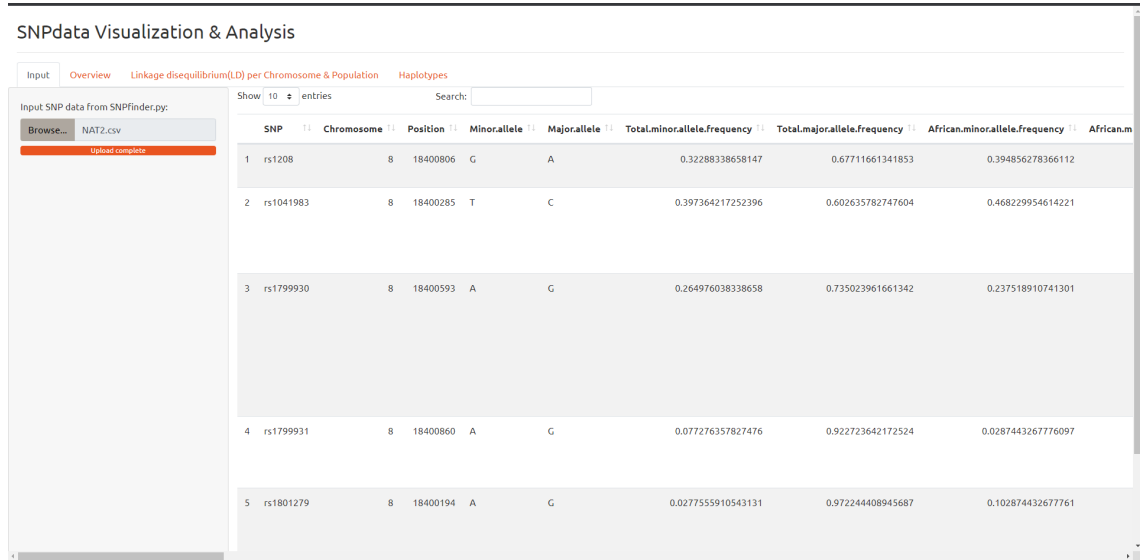 SNPdata Visualization & Analysis
Input Overview Linkage disequilibrium(LD) per Chromosome & Population Haplotypes
Input SNP data from SNPfinder.py:
Browse... NAT2.csv
Upload complete
Show 10 entries Search:
SNP Chromosome Position Minor.allele Major.allele Total.minor.allele.frequency Total.major.allele.frequency African.minor.allele.frequency African.m
1 rs1208 8 18400806 G A 0.32288338658147 0.67711661341853 0.394856278366112
2 rs1041983 8 18400285 T C 0.397364217252396 0.602635782747604 0.468229954614221
3 rs1799930 8 18400593 A G 0.264976038338658 0.735023961661342 0.237518910741301
4 rs1799931 8 18400860 A G 0.077276357827476 0.922723642172524 0.0287443267776097
5 rs1801279 8 18400194 A G 0.0277555910543131 0.972244408945687 0.102874432677761